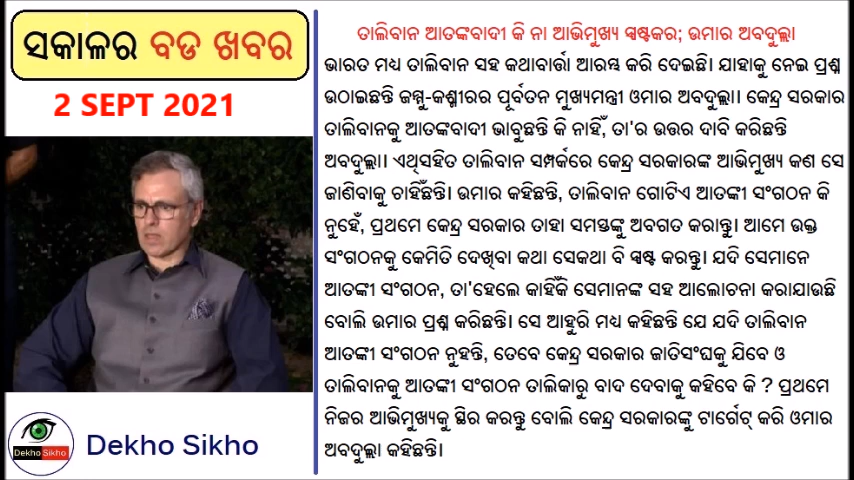 ସକାଳର ବଡ ଖବର
2 SEPT 2021
Dekho Sikho
Dekho Sikho
ତାଲିବାନ ଆତଙ୍କବାଦୀ କି ନା ଆଭିମୁଖ୍ୟ ସ୍ପଷ୍ଟକର; ଉମାର ଅବଦୁଲ୍ଲା
ଭାରତ ମଧ୍ୟ ତାଲିବାନ ସହ କଥାବାର୍ତ୍ତା ଆରମ୍ଭ କରି ଦେଇଛି। ଯାହାକୁ ନେଇ ପ୍ରଶ୍ନ
ଉଠାଇଛନ୍ତି ଜମ୍ମୁ-କଶ୍ମୀରର ପୂର୍ବତନ ମୁଖ୍ୟମନ୍ତ୍ରୀ ଓମାର ଅବଦୁଲ୍ଲା। କେନ୍ଦ୍ର ସରକାର
ତାଲିବାନକୁ ଆତଙ୍କବାଦୀ ଭାବୁଛନ୍ତି କି ନାହିଁ, ତା'ର ଉତ୍ତର ଦାବି କରିଛନ୍ତି
ଅବଦୁଲ୍ଲା। ଏଥିସହିତ ତାଲିବାନ ସମ୍ପର୍କରେ କେନ୍ଦ୍ର ସରକାରଙ୍କ ଆଭିମୁଖ୍ୟ କଣ ସେ
ଜାଣିବାକୁ ଚାହିଁଛନ୍ତି। ଉମାର କହିଛନ୍ତି, ତାଲିବାନ ଗୋଟିଏ ଆତଙ୍କୀ ସଂଗଠନ କି
ନୁହେଁ, ପ୍ରଥମେ କେନ୍ଦ୍ର ସରକାର ତାହା ସମସ୍ତଙ୍କୁ ଅବଗତ କରାନ୍ତୁ। ଆମେ ଉକ୍ତ
ସଂଗଠନକୁ କେମିତି ଦେଖିବା କଥା ସେକଥା ବି ସ୍ପଷ୍ଟ କରନ୍ତୁ। ଯଦି ସେମାନେ
ଆତଙ୍କୀ ସଂଗଠନ, ତା'ହେଲେ କାହିଁକି ସେମାନଙ୍କ ସହ ଆଲୋଚନା କରାଯାଉଛି
ବୋଲି ଉମାର ପ୍ରଶ୍ନ କରିଛନ୍ତି। ସେ ଆହୁରି ମଧ୍ୟ କହିଛନ୍ତି ଯେ ଯଦି ତାଲିବାନ
ଆତଙ୍କୀ ସଂଗଠନ ନୁହନ୍ତି, ତେବେ କେନ୍ଦ୍ର ସରକାର ଜାତିସଂଘକୁ ଯିବେ ଓ
ତାଲିବାନକୁ ଆତଙ୍କୀ ସଂଗଠନ ତାଲିକାରୁ ବାଦ ଦେବାକୁ କହିବେ କି ? ପ୍ରଥମେ
ନିଜର ଆଭିମୁଖ୍ୟକୁ ସ୍ଥିର କରନ୍ତୁ ବୋଲି କେନ୍ଦ୍ର ସରକାରଙ୍କୁ ଟାର୍ଗେଟ୍ କରି ଓମାର
ଅବଦୁଲ୍ଲା କହିଛନ୍ତି।